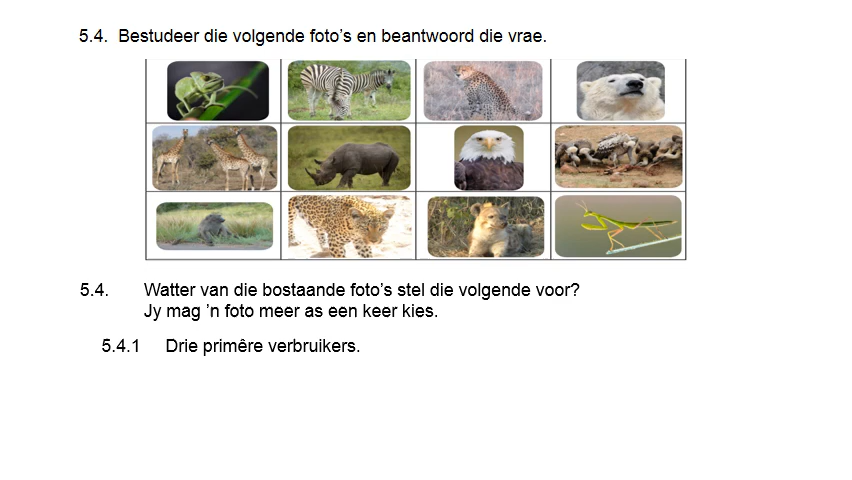 5.4. Bestudeer die volgende foto’s en beantwoord die vrae.
5.4. Watter van die bostaande foto’s stel die volgende voor?
Jy mag ’n foto meer as een keer kies.
5.4.1 Drie primêre verbruikers.